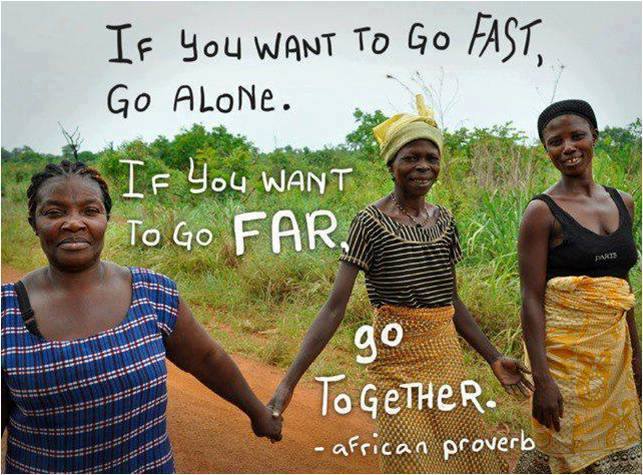 If you want to go FAST,
go alone.
If you want
to go FAR,
go
together.
- african proverb
PARIS